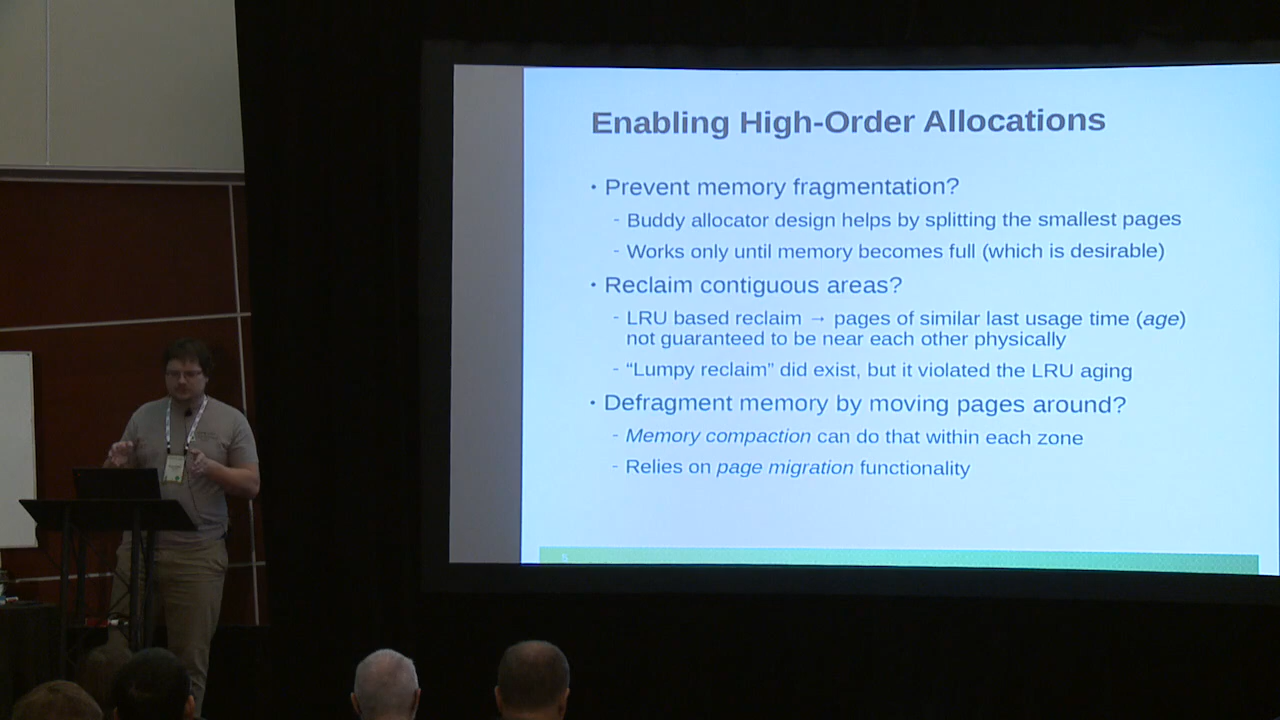 Enabling High-Order Allocations
• Prevent memory fragmentation?
- Buddy allocator design helps by splitting the smallest pages
- Works only until memory becomes full (which is desirable)
• Reclaim contiguous areas?
- LRU based reclaim → pages of similar last usage time (age)
not guaranteed to be near each other physically
- “Lumpy reclaim” did exist, but it violated the LRU aging
• Defragment memory by moving pages around?
- Memory compaction can do that within each zone
- Relies on page migration functionality
5